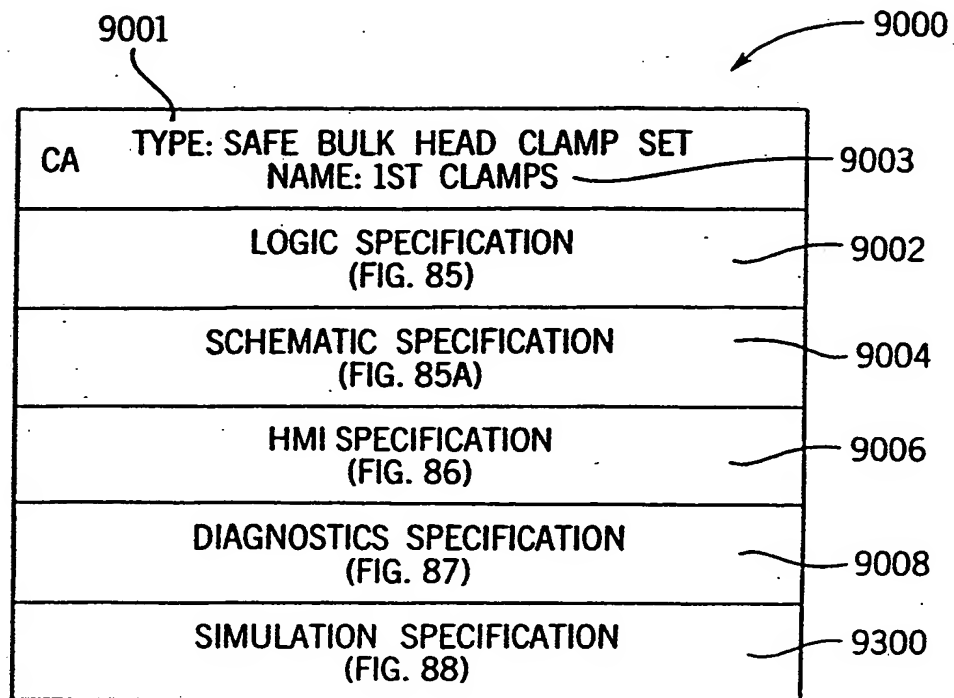 9001
9000
CA
TYPE: SAFE BULK HEAD CLAMP SET
NAME: 1ST CLAMPS
9003
LOGIC SPECIFICATION
(FIG. 85)
9002
SCHEMATIC SPECIFICATION
(FIG. 85A)
9004
HMI SPECIFICATION
(FIG. 86)
9006
DIAGNOSTICS SPECIFICATION
(FIG. 87)
9008
SIMULATION SPECIFICATION
(FIG. 88)
9300